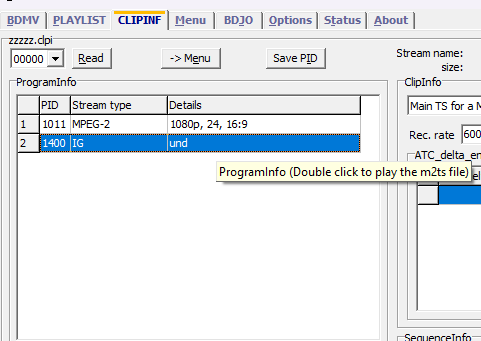 BDMV PLAYLIST CLIPINF Menu BDJO Options Status About
zzzzz.clpi
00000 Read -> Menu Save PID Stream name:
size:
ProgramInfo ClipInfo
PID Stream type Details Main TS for a M
1 1011 MPEG-2 1080p, 24, 16:9
2 1400 IG und Rec. rate 600
ATC_delta_en
ProgramInfo (Double click to play the m2ts file) el
SequenceInfo